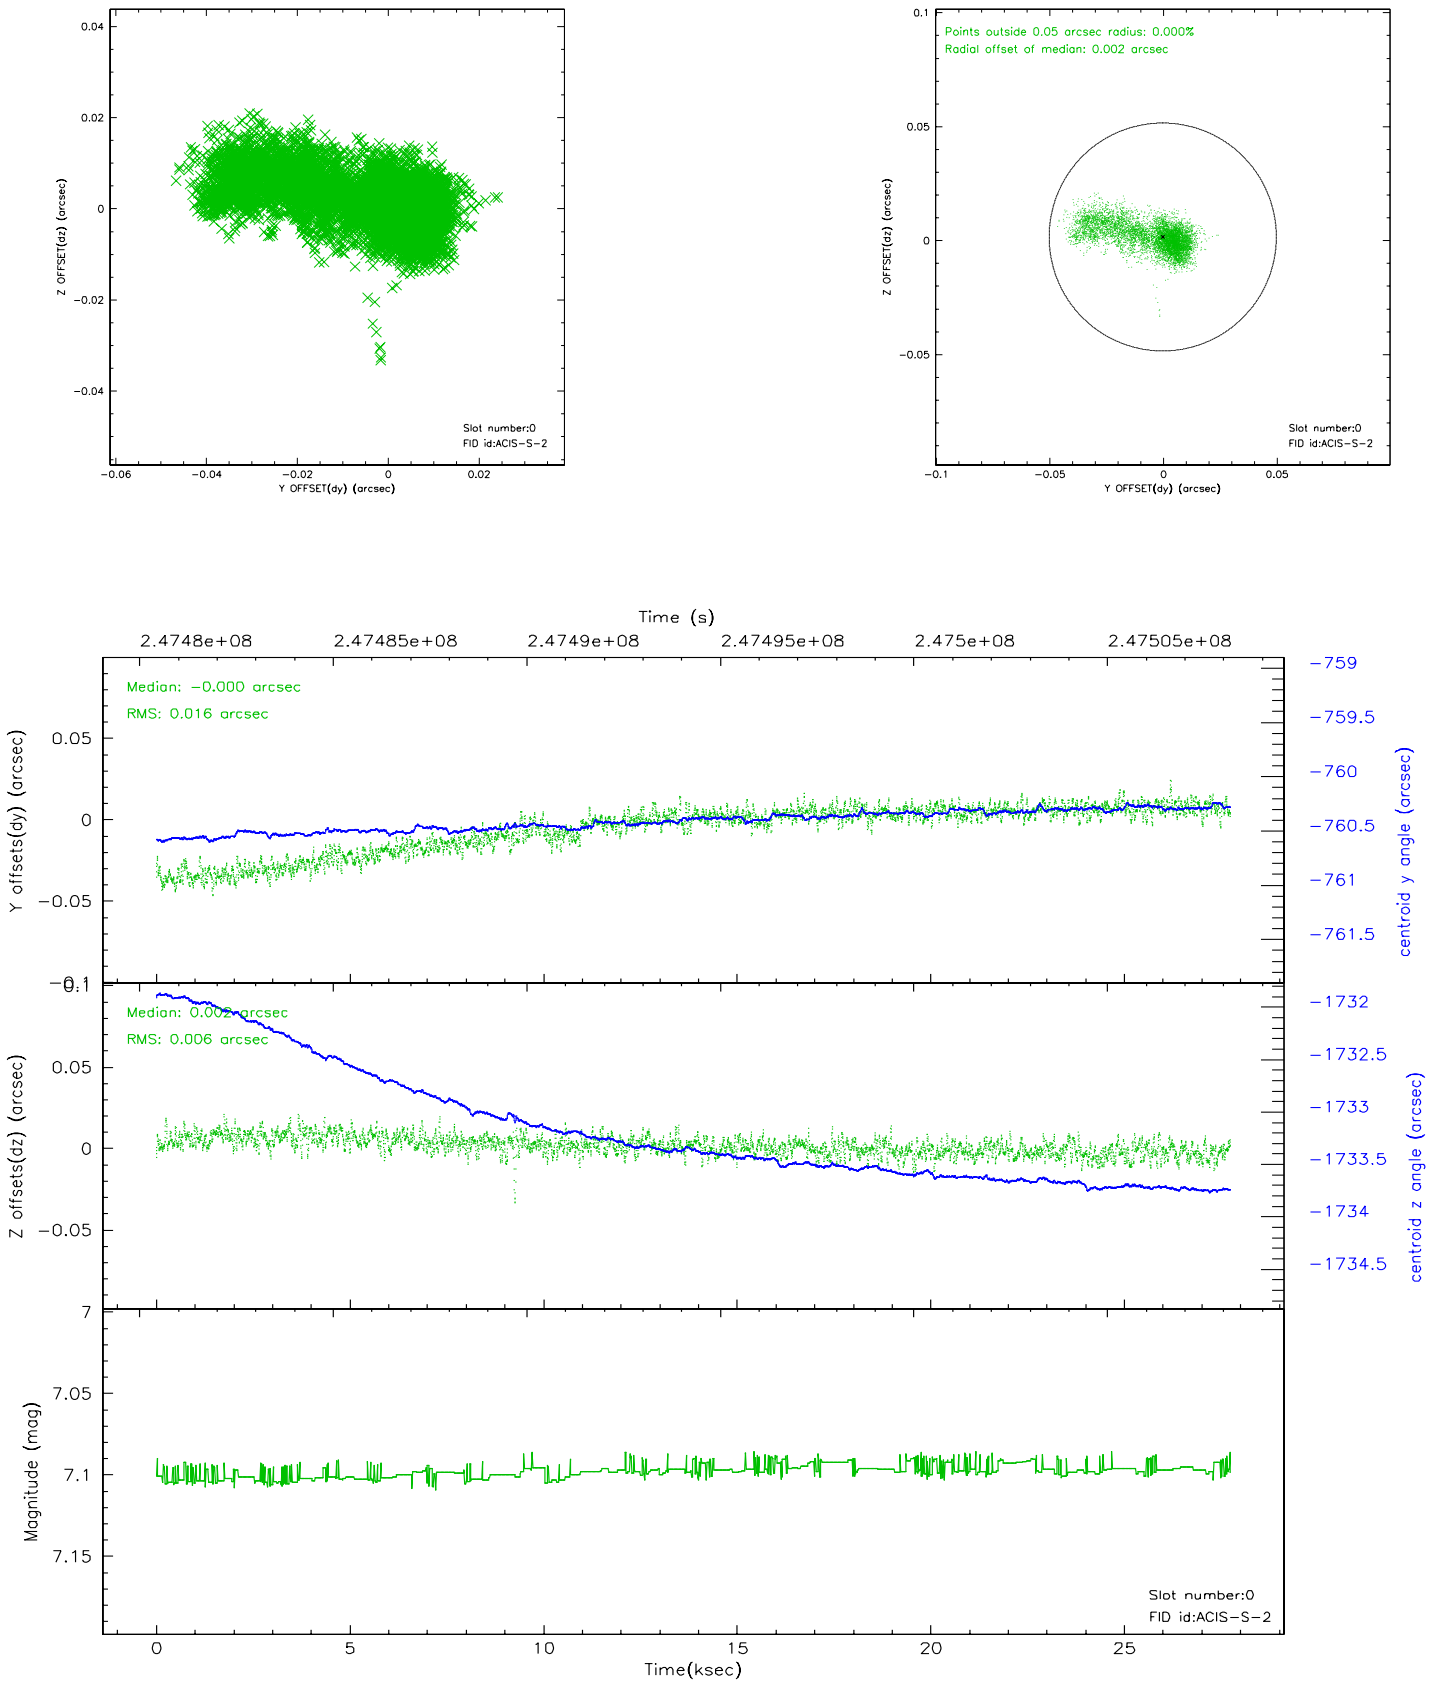 0.04
0.02
0
−0.02
−0.04
Z OFFSET(dz) (arcsec)
Slot number:0
FID id:ACIS−S−2
−0.06 −0.04 −0.02 0 0.02
Y OFFSET(dy) (arcsec)
0.1
Points outside 0.05 arcsec radius: 0.000%
Radial offset of median: 0.002 arcsec
0.05
0
−0.05
Z OFFSET(dz) (arcsec)
Slot number:0
FID id:ACIS−S−2
−0.1 −0.05 0 0.05
Y OFFSET(dy) (arcsec)
Time (s)
2.4748e+08 2.47485e+08 2.4749e+08 2.47495e+08 2.475e+08 2.47505e+08
Median: −0.000 arcsec
RMS: 0.016 arcsec
0.05
0
−0.05
−0.1
Y offsets(dy) (arcsec)
−759
−759.5
−760
−760.5
−761
−761.5
centroid y angle (arcsec)
0.1
Median: 0.002 arcsec
RMS: 0.006 arcsec
0.05
0
−0.05
Z offsets(dz) (arcsec)
−1732
−1732.5
−1733
−1733.5
−1734
−1734.5
centroid z angle (arcsec)
7
7.05
7.1
7.15
Magnitude (mag)
Slot number:0
FID id:ACIS−S−2
0 5 10 15 20 25
Time(ksec)